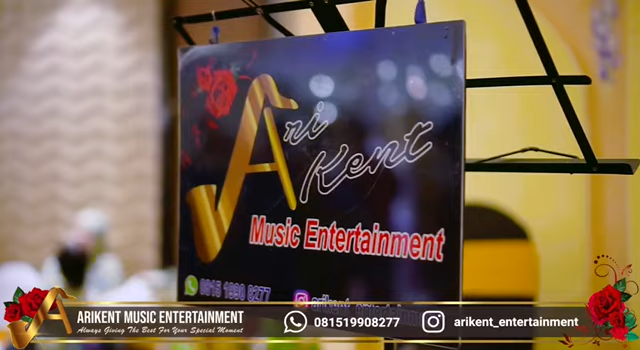 Ari
Kent
Music Entertainment
ARIKENT MUSIC ENTERTAINMENT
Always Giving The Best For Your Special Moment
081519908277
arikent_entertainment